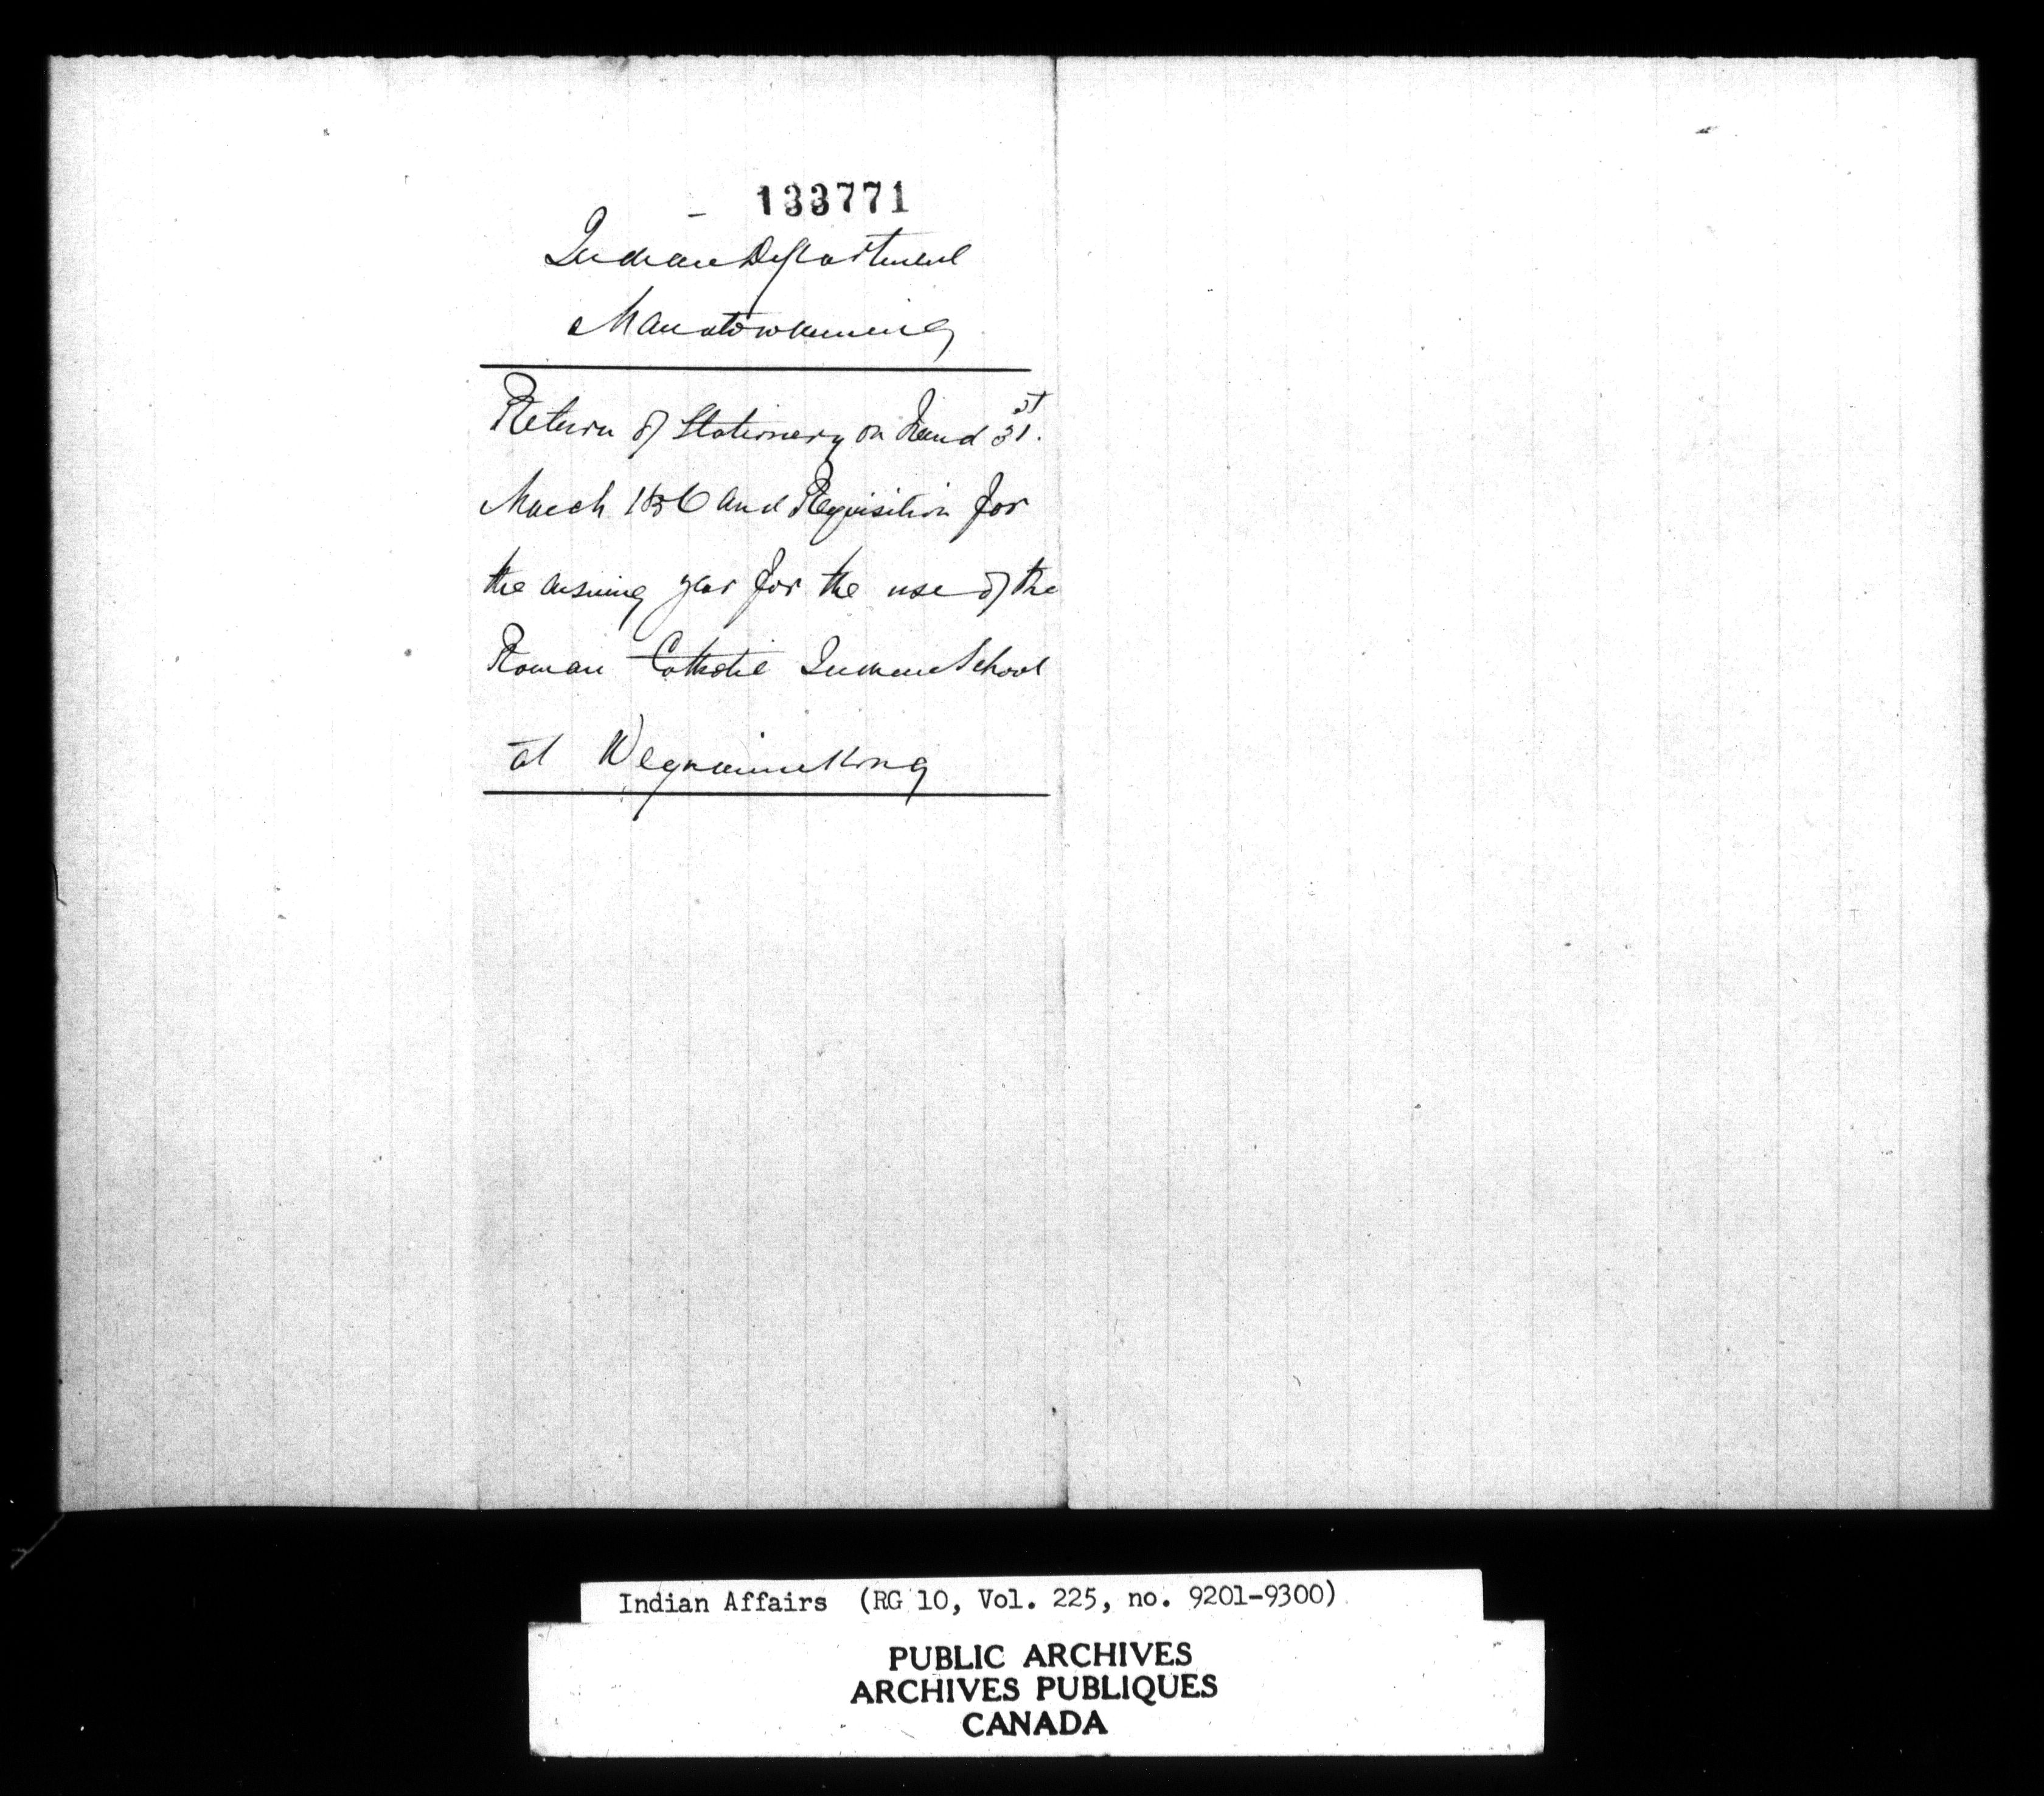 133771
Indian Department
Manatowaning
Return of Stationery on hand 31st.
March 1856 and Requisition for
the ensuing year for the use of the
Roman Catholic Indian School
at Wequimekong
Indian Affairs (RG 10, Vol. 225, no. 9201-9300)
PUBLIC ARCHIVES
ARCHIVES PUBLIQUES
CANADA